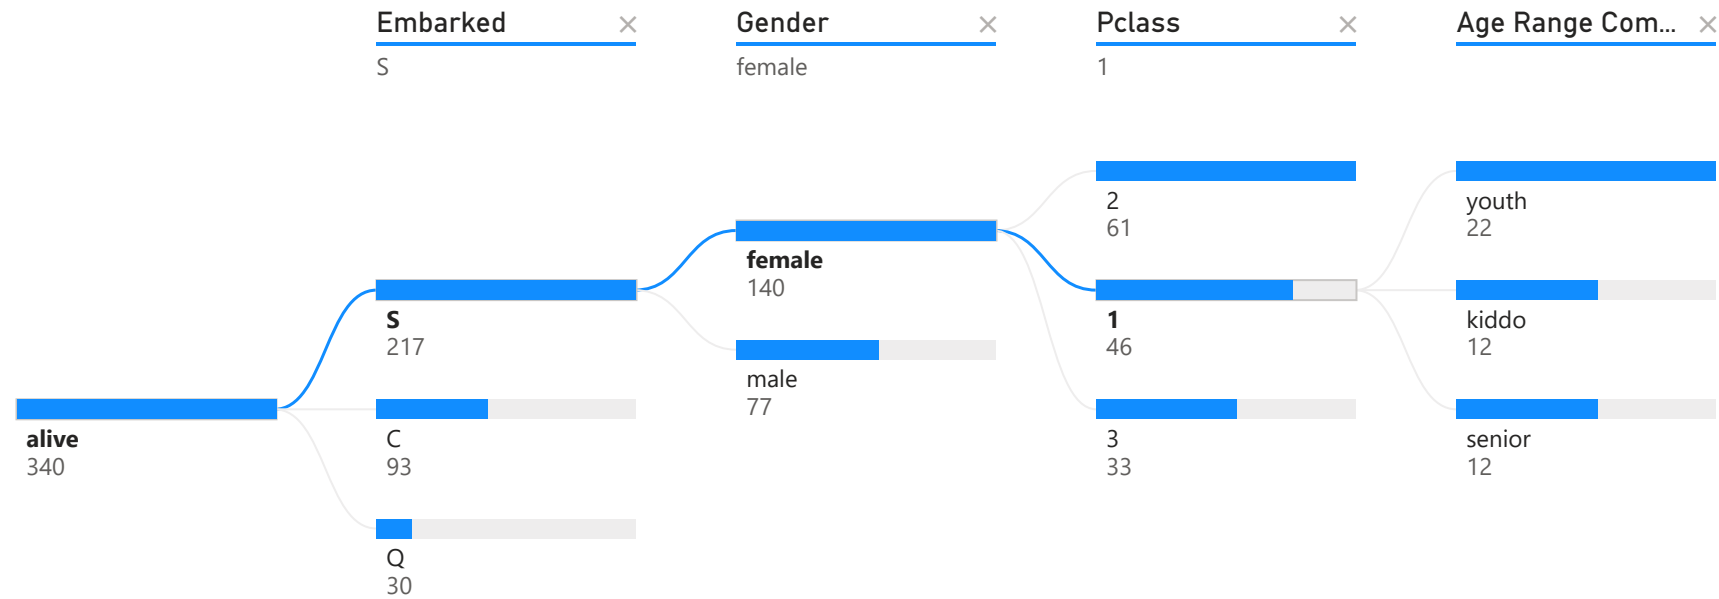 Embarked
S
Gender
female
Pclass
1
Age Range Com...
alive
340
S
217
C
93
Q
30
female
140
male
77
2
61
1
46
3
33
youth
22
kiddo
12
senior
12